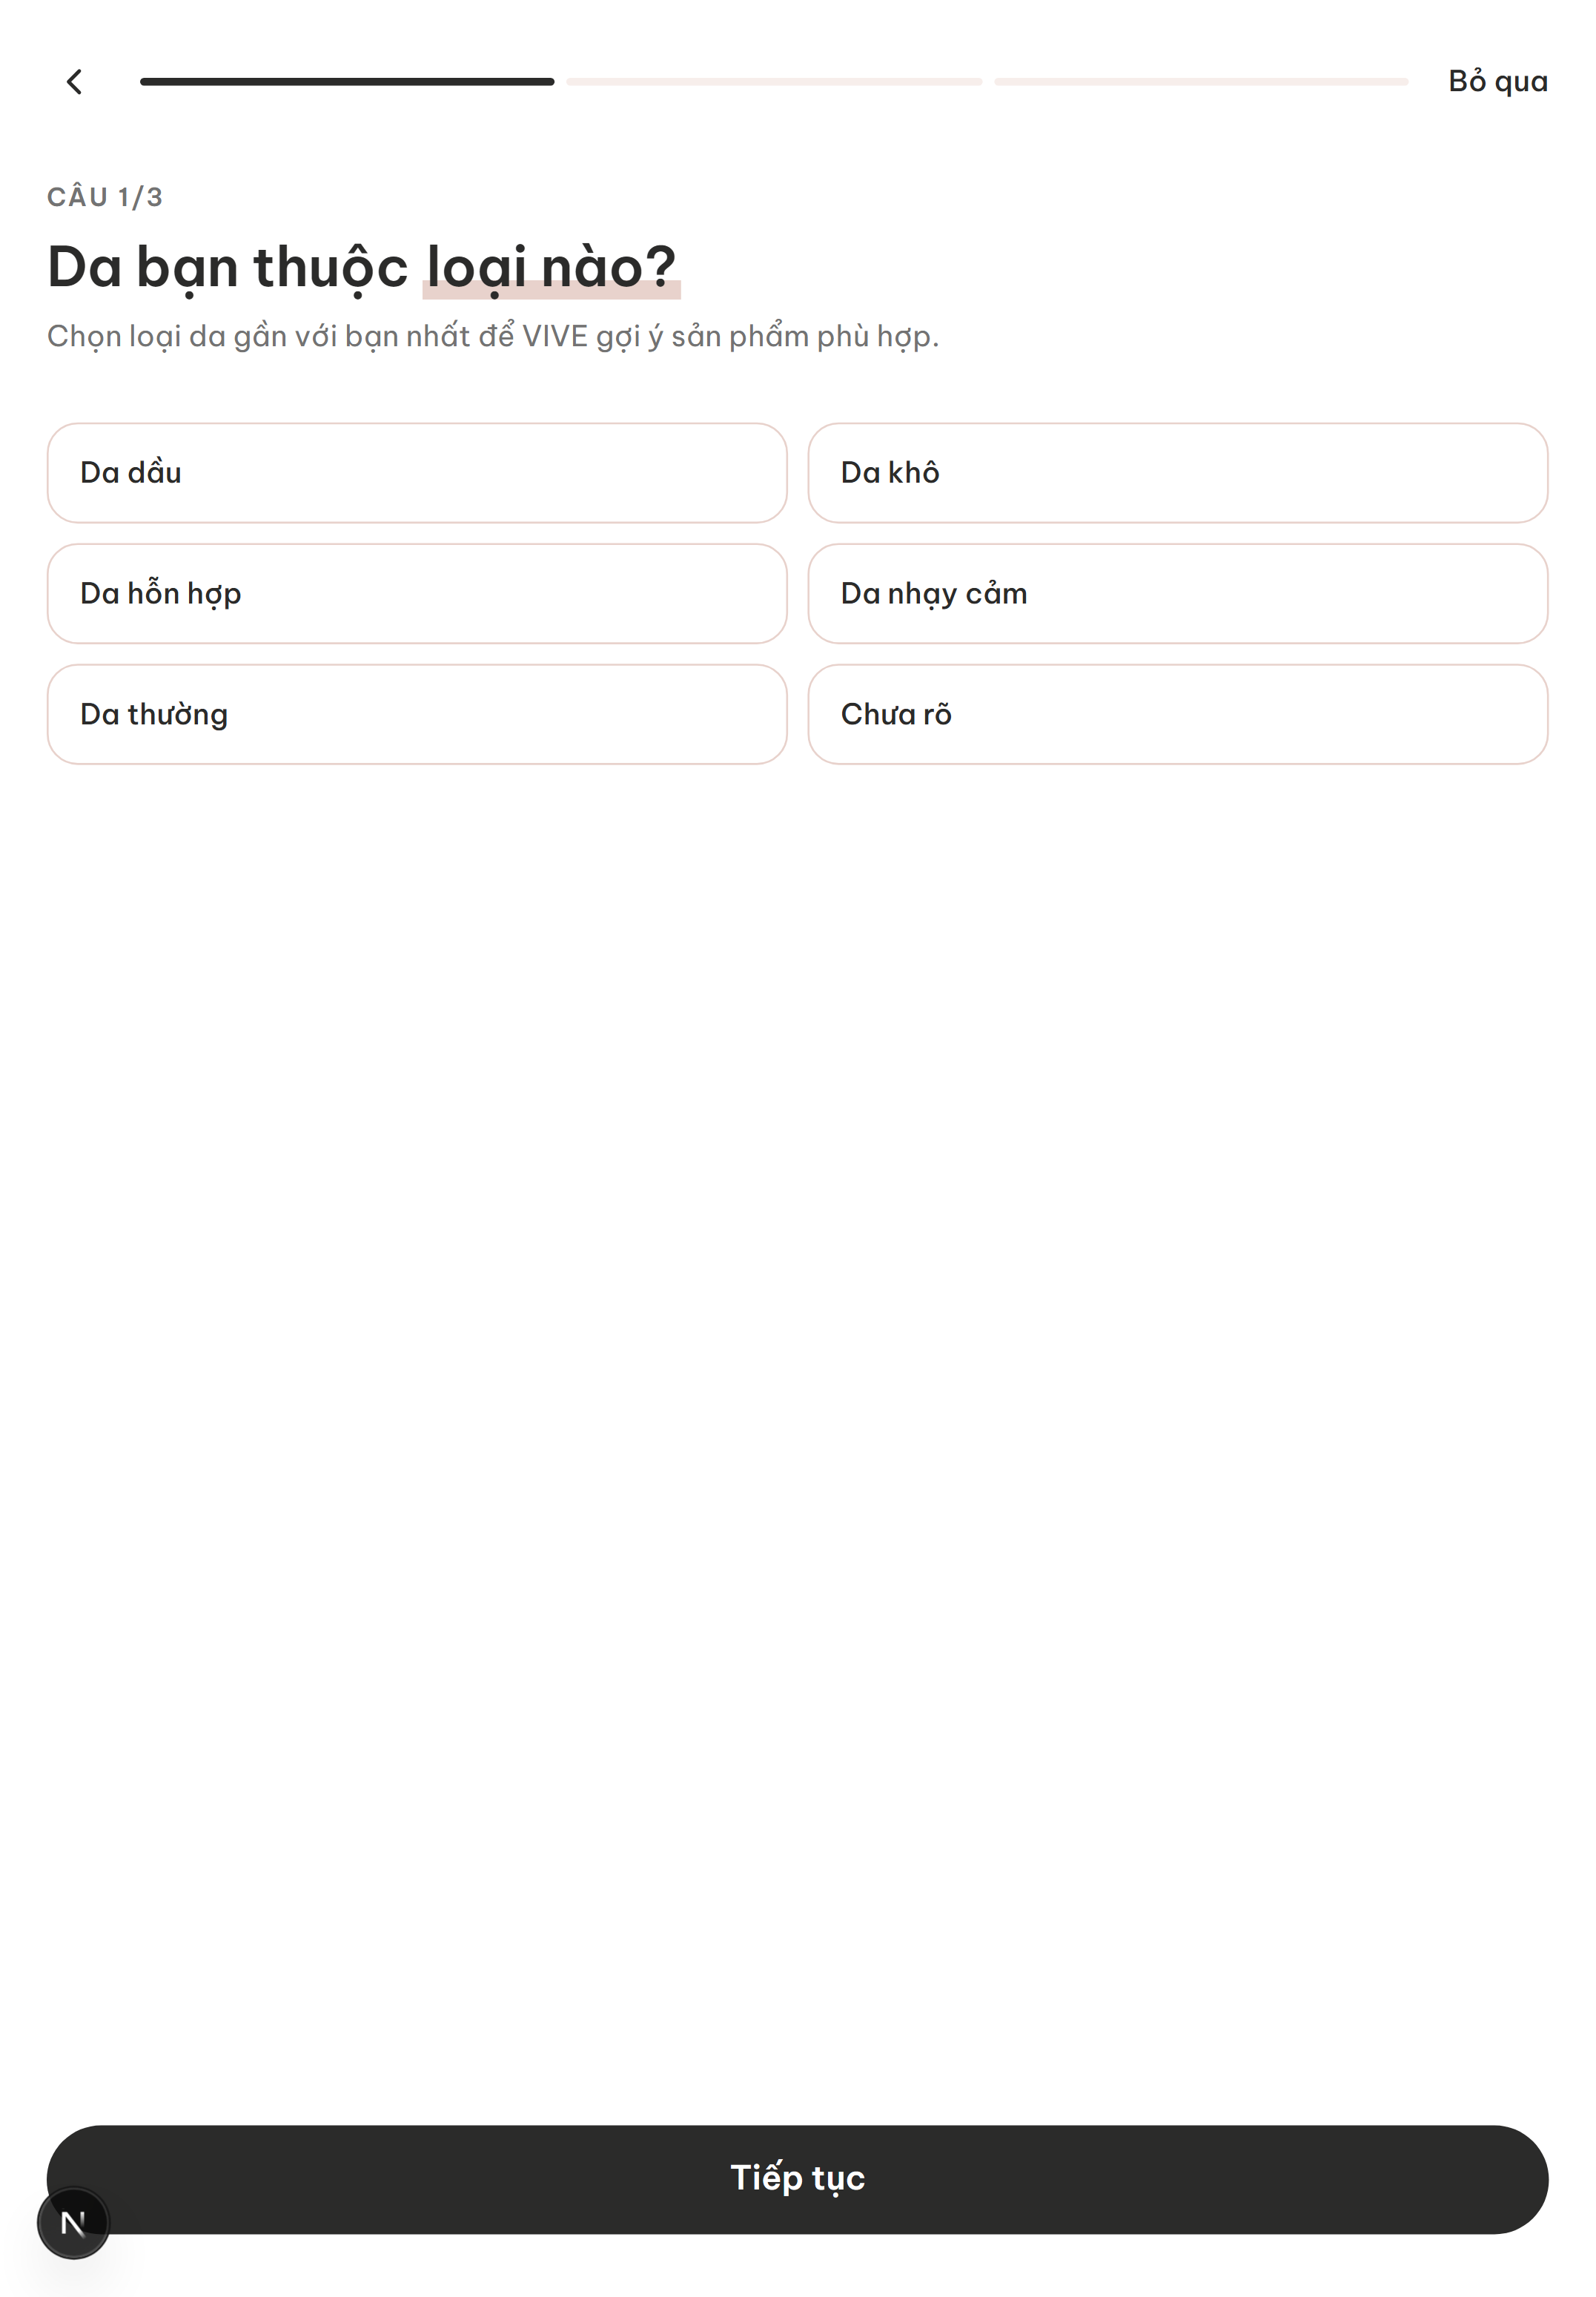 Bỏ qua
CÂU 1/3
Da bạn thuộc loại nào?
Chọn loại da gần với bạn nhất để VIVE gợi ý sản phẩm phù hợp.
Da dầu
Da khô
Da hỗn hợp
Da nhạy cảm
Da thường
Chưa rõ
Tiếp tục
N